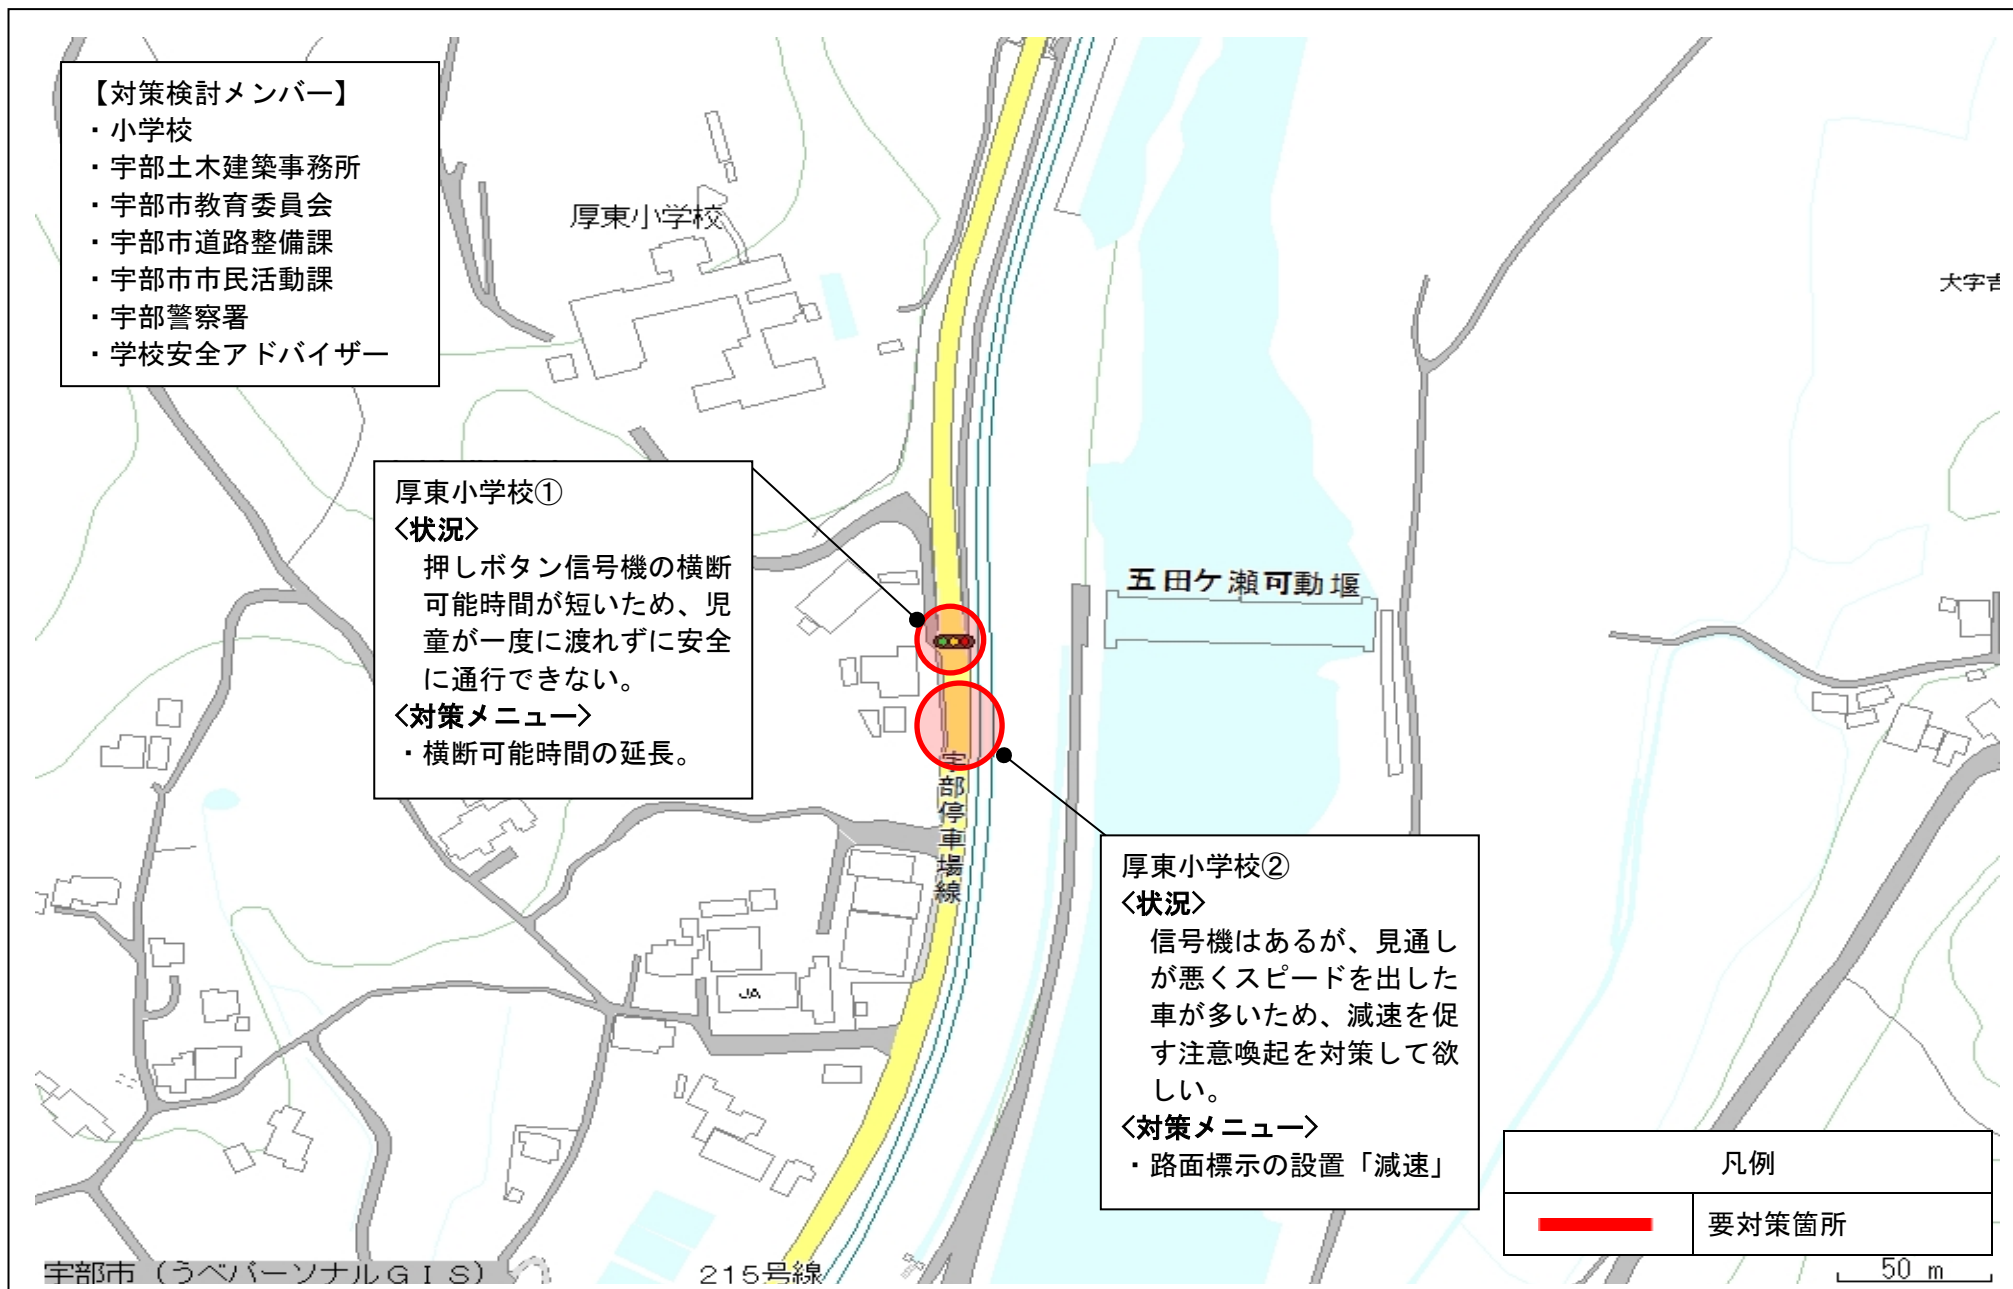 【対策検討メンバー】
・小学校
・宇部土木建築事務所
・宇部市教育委員会
・宇部市道路整備課
・宇部市市民活動課
・宇部警察署
・学校安全アドバイザー
厚東小学校
大字吉
厚東小学校①
<状況>
押しボタン信号機の横断
可能時間が短いため、児
童が一度に渡れずに安全
に通行できない。
<対策メニュー>
・横断可能時間の延長。
五田ケ瀬可動堰
宇部停車場線
JA
厚東小学校②
<状況>
信号機はあるが、見通し
が悪くスピードを出した
車が多いため、減速を促
す注意喚起を対策して欲
しい。
<対策メニュー>
・路面標示の設置「減速」
凡例
要対策箇所
宇部市（うべパーソナルＧＩＳ）
215号線
50 m